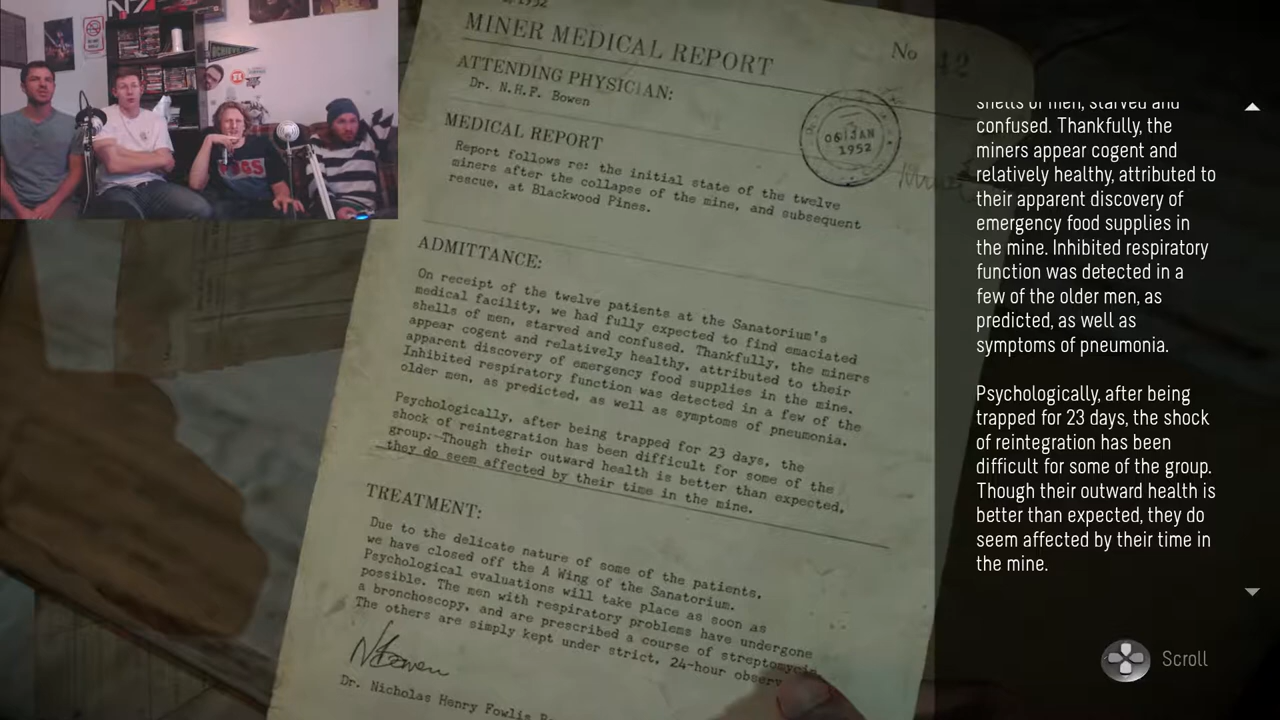 MINER MEDICAL REPORT
No 42
ATTENDING PHYSICIAN:
Dr. N.H.F. Bowen
06 JAN
1952
MEDICAL REPORT
Report follows re: the initial state of the twelve
miners after the collapse of the mine, and subsequent
rescue, at Blackwood Pines.
ADMITTANCE:
On receipt of the twelve patients at the Sanatorium's
medical facility, we had fully expected to find emaciated
shells of men, starved and confused. Thankfully, the miners
appear cogent and relatively healthy, attributed to their
apparent discovery of emergency food supplies in the mine.
Inhibited respiratory function was detected in a few of the
older men, as predicted, as well as symptoms of pneumonia.
Psychologically, after being trapped for 23 days, the
shock of reintegration has been difficult for some of the
group. Though their outward health is better than expected,
they do seem affected by their time in the mine.
TREATMENT:
Due to the delicate nature of some of the patients,
we have closed off the A Wing of the Sanatorium.
Psychological evaluations will take place as soon as
possible. The men with respiratory problems have undergone
a bronchoscopy, and are prescribed a course of streptomycin.
The others are simply kept under strict, 24-hour
NHBowen
Dr. Nicholas Henry Fowlis
shells of men, starved and
confused. Thankfully, the
miners appear cogent and
relatively healthy, attributed to
their apparent discovery of
emergency food supplies in
the mine. Inhibited respiratory
function was detected in a
few of the older men, as
predicted, as well as
symptoms of pneumonia.
Psychologically, after being
trapped for 23 days, the shock
of reintegration has been
difficult for some of the group.
Though their outward health is
better than expected, they do
seem affected by their time in
the mine.
Scroll